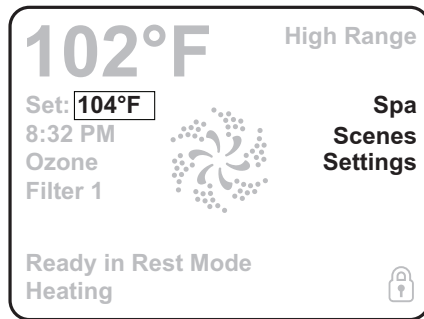 102°F
High Range
Set: 104°F
Spa
8:32 PM
Scenes
Ozone
Settings
Filter 1
Ready in Rest Mode
Heating